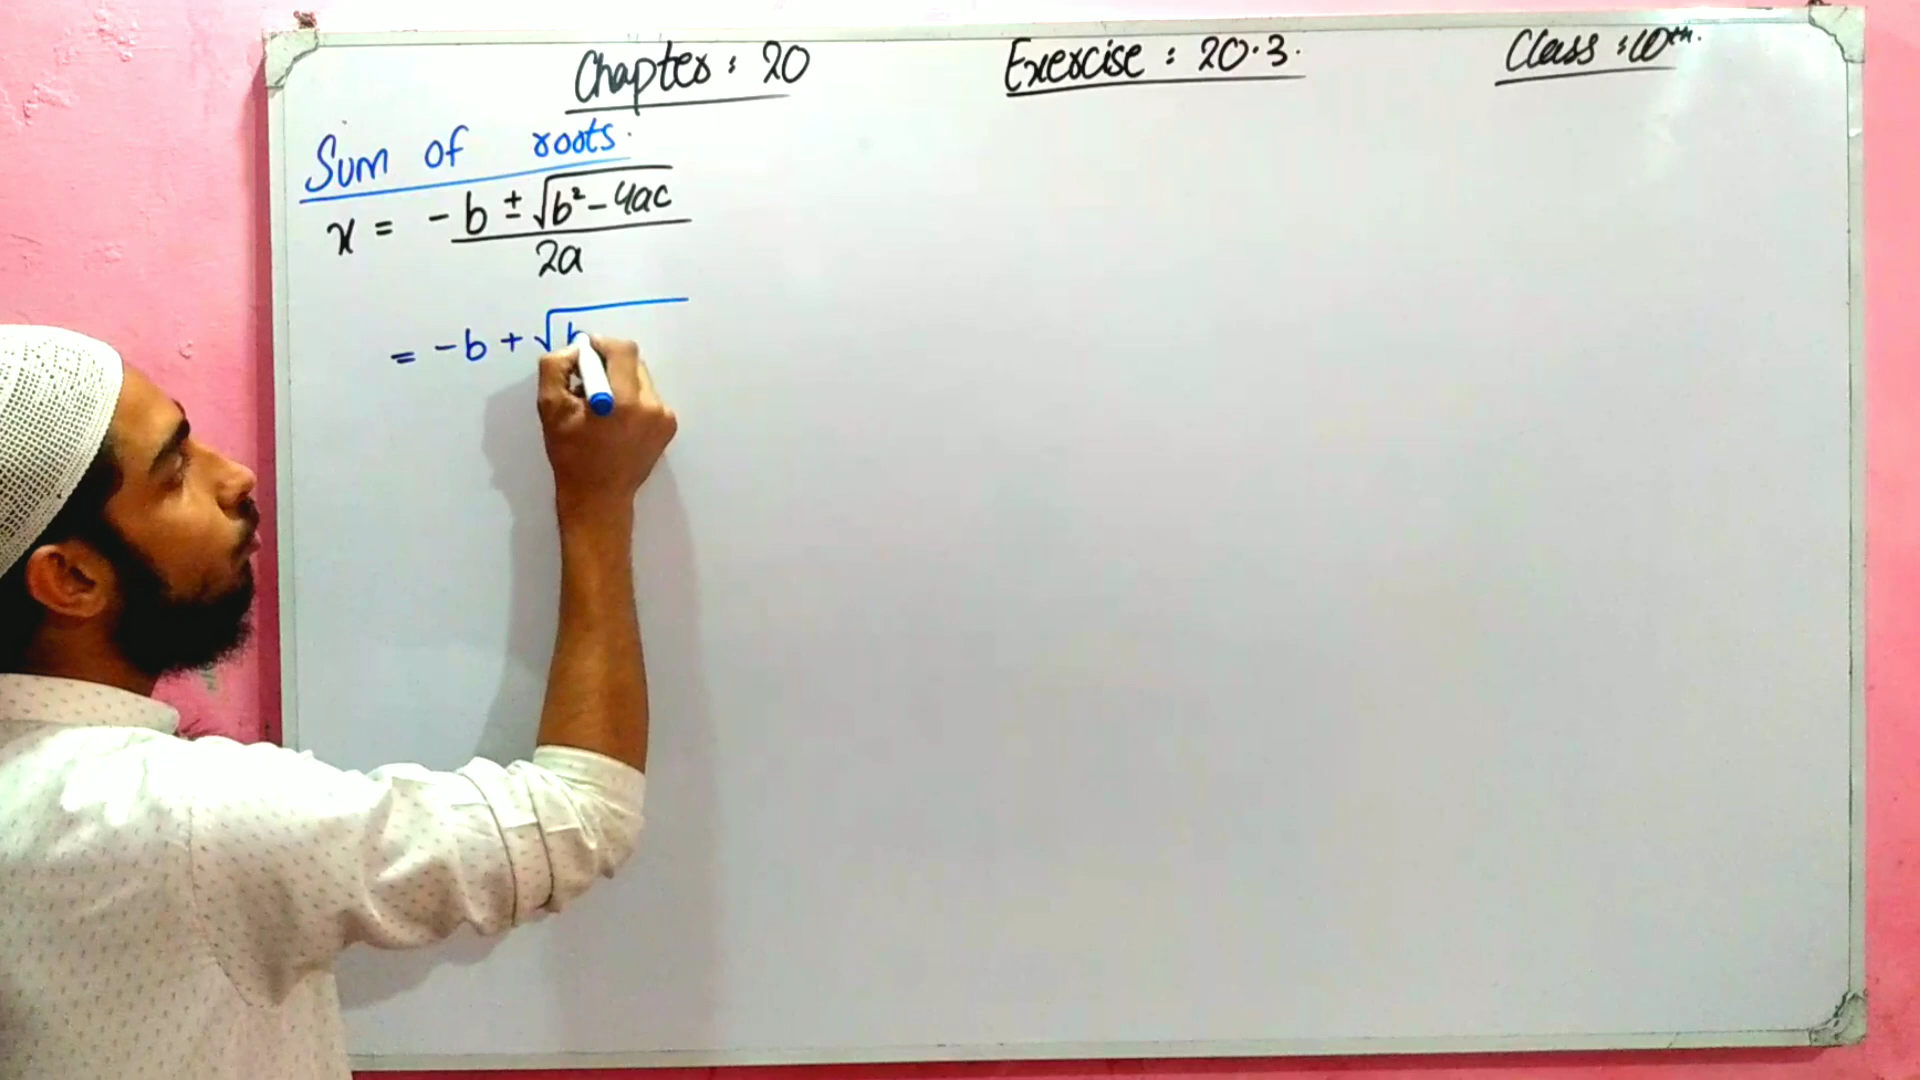 Chapter : 20 Exercise : 20.3. Class : 10th.
Sum of roots.
x = -b ± √b² - 4ac
2a
= -b + √b